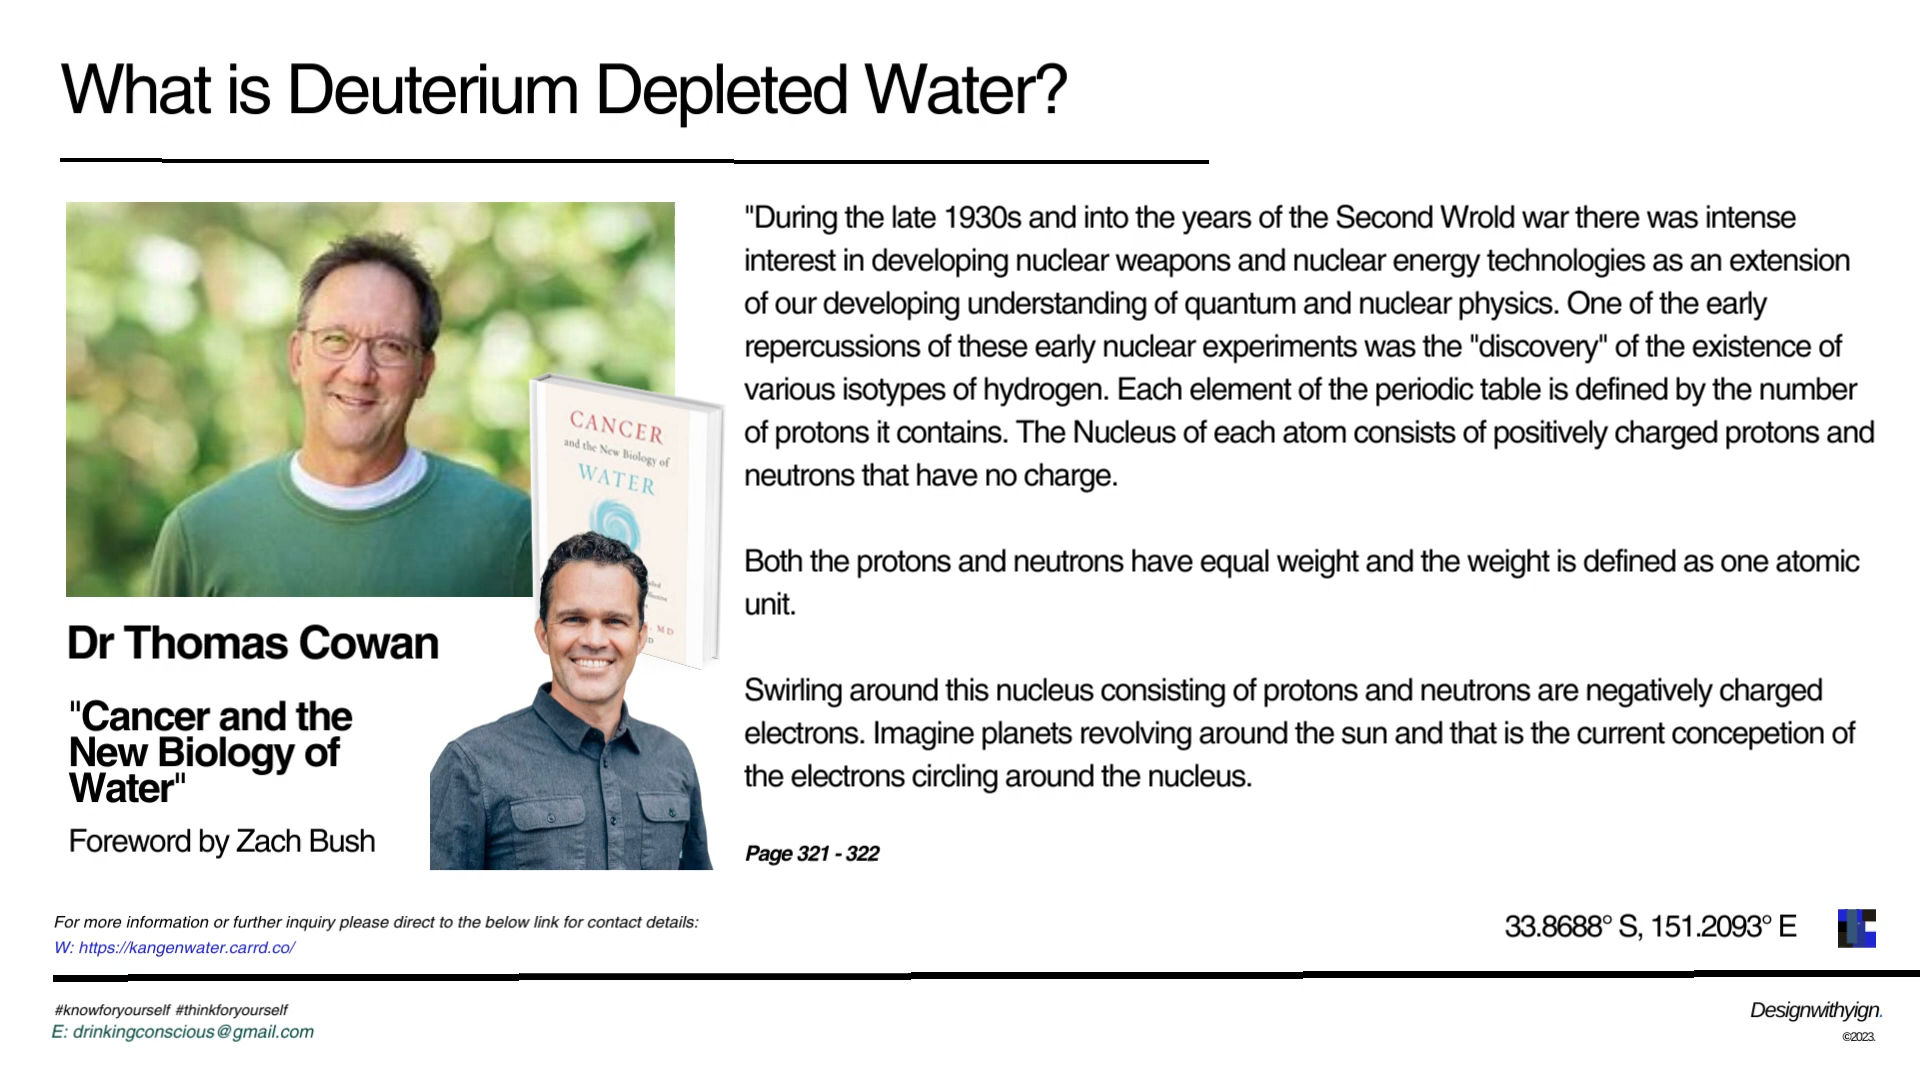 What is Deuterium Depleted Water?
"During the late 1930s and into the years of the Second Wrold war there was intense
interest in developing nuclear weapons and nuclear energy technologies as an extension
of our developing understanding of quantum and nuclear physics. One of the early
repercussions of these early nuclear experiments was the "discovery" of the existence of
various isotypes of hydrogen. Each element of the periodic table is defined by the number
of protons it contains. The Nucleus of each atom consists of positively charged protons and
neutrons that have no charge.
Both the protons and neutrons have equal weight and the weight is defined as one atomic
unit.
Swirling around this nucleus consisting of protons and neutrons are negatively charged
electrons. Imagine planets revolving around the sun and that is the current concepetion of
the electrons circling around the nucleus.
Page 321 - 322
CANCER
and the New Biology of
WATER
MD
Dr Thomas Cowan
"Cancer and the
New Biology of
Water"
Foreword by Zach Bush
For more information or further inquiry please direct to the below link for contact details:
W: https://kangenwater.carrd.co/
33.8688° S, 151.2093° E
#knowforyourself #thinkforyourself
E: drinkingconscious@gmail.com
Designwithyign.
©2023.